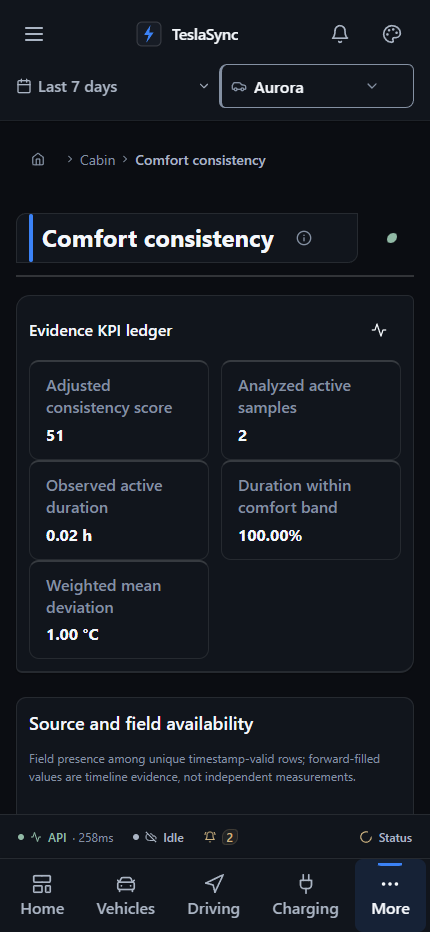 TeslaSync
Last 7 days
Aurora
Cabin
Comfort consistency
Comfort consistency
Evidence KPI ledger
Adjusted
consistency score
51
Analyzed active
samples
2
Observed active
duration
0.02 h
Duration within
comfort band
100.00%
Weighted mean
deviation
1.00 °C
Source and field availability
Field presence among unique timestamp-valid rows; forward-filled
values are timeline evidence, not independent measurements.
API · 258ms
Idle
2
Status
Home
Vehicles
Driving
Charging
More